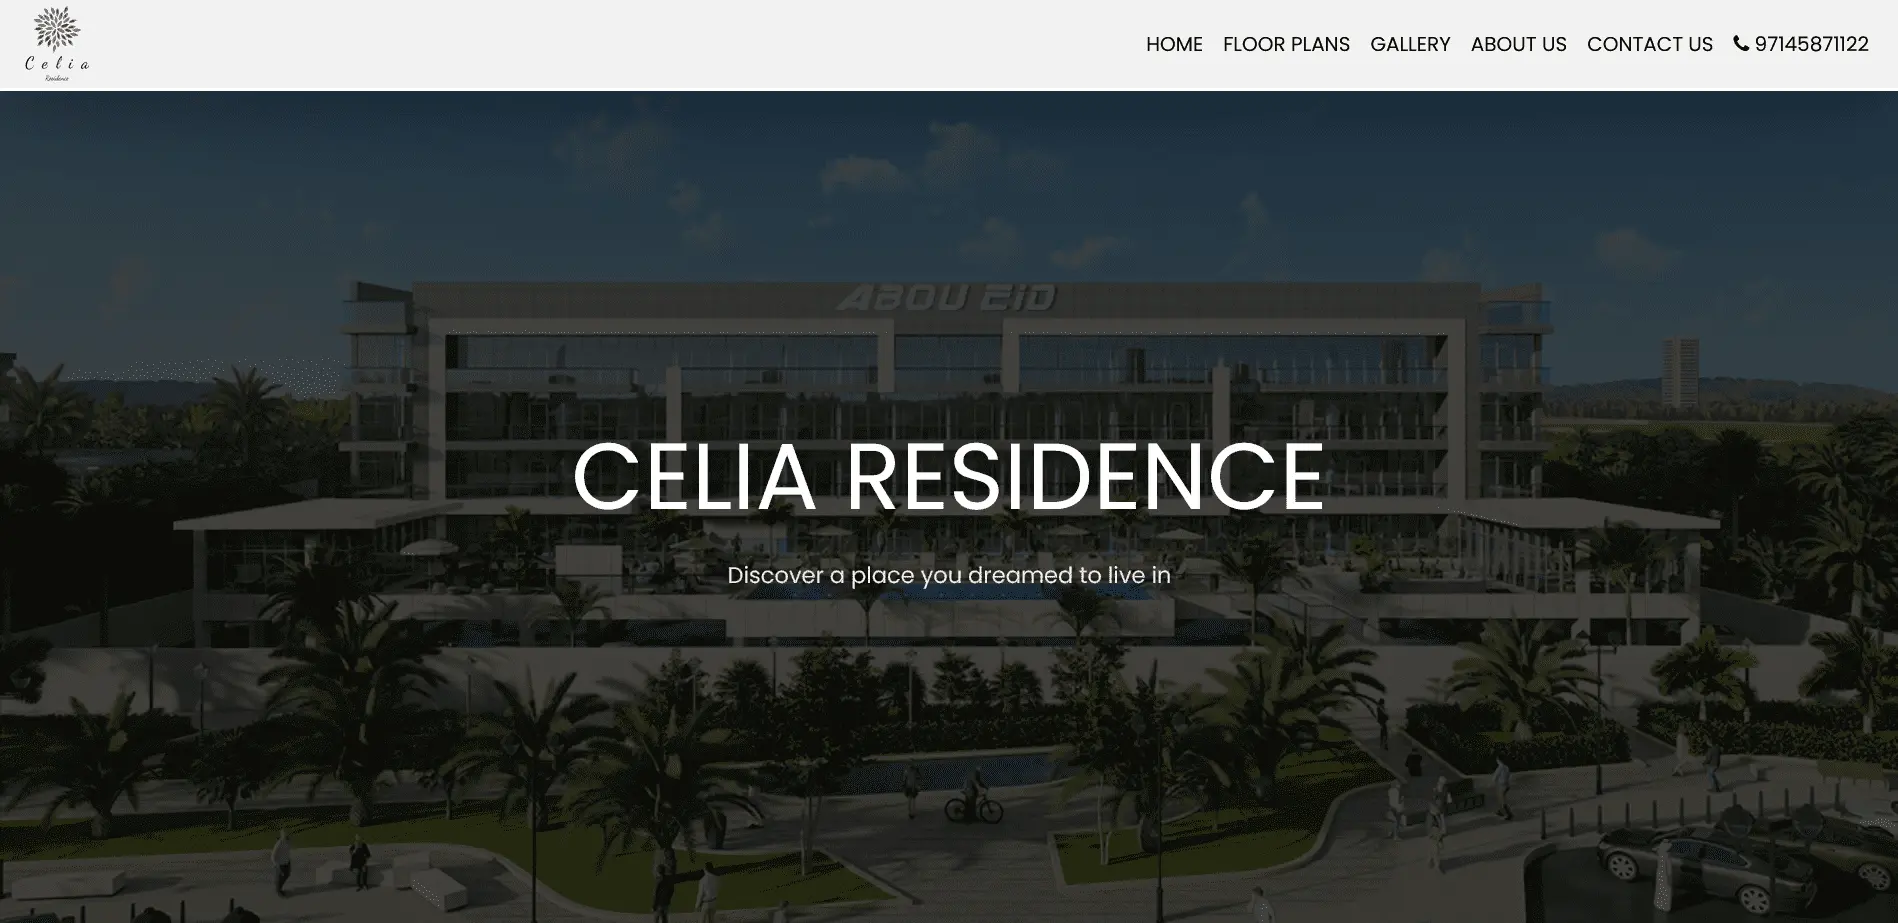 Celia
Residence
HOME FLOOR PLANS GALLERY ABOUT US CONTACT US 97145871122
ABOU EiD
CELIA RESIDENCE
Discover a place you dreamed to live in